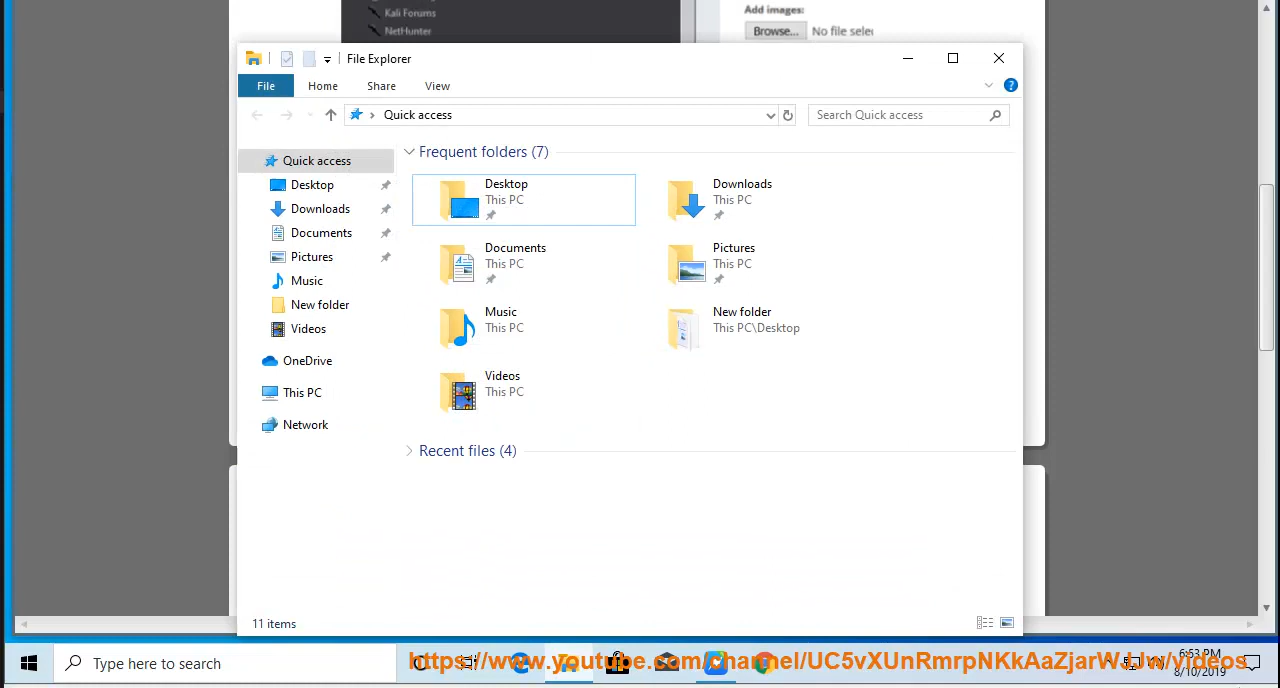 Kali Forums
NetHunter
Add images:
Browse... No file selec
File Explorer
File Home Share View
Quick access
Search Quick access
Quick access
Desktop
Downloads
Documents
Pictures
Music
New folder
Videos
OneDrive
This PC
Network
Frequent folders (7)
Desktop
This PC
Downloads
This PC
Documents
This PC
Pictures
This PC
Music
This PC
New folder
This PC\Desktop
Videos
This PC
Recent files (4)
11 items
Type here to search
https://www.youtube.com/channel/UC5vXUnRmrpNKkAaZjarWJJw/videos
6:53 PM
8/10/2019